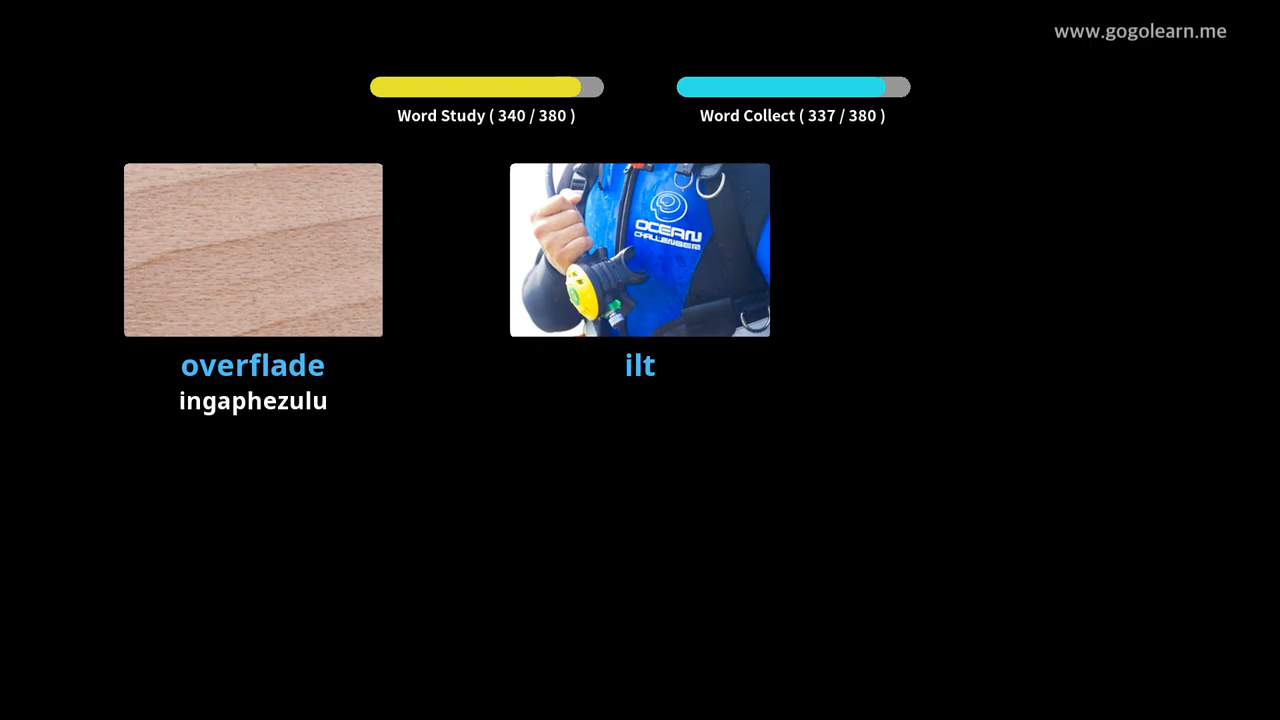 www.gogolearn.me
Word Study ( 340 / 380 )
Word Collect ( 337 / 380 )
OCEAN
CHALLENGER
overflade
ilt
ingaphezulu